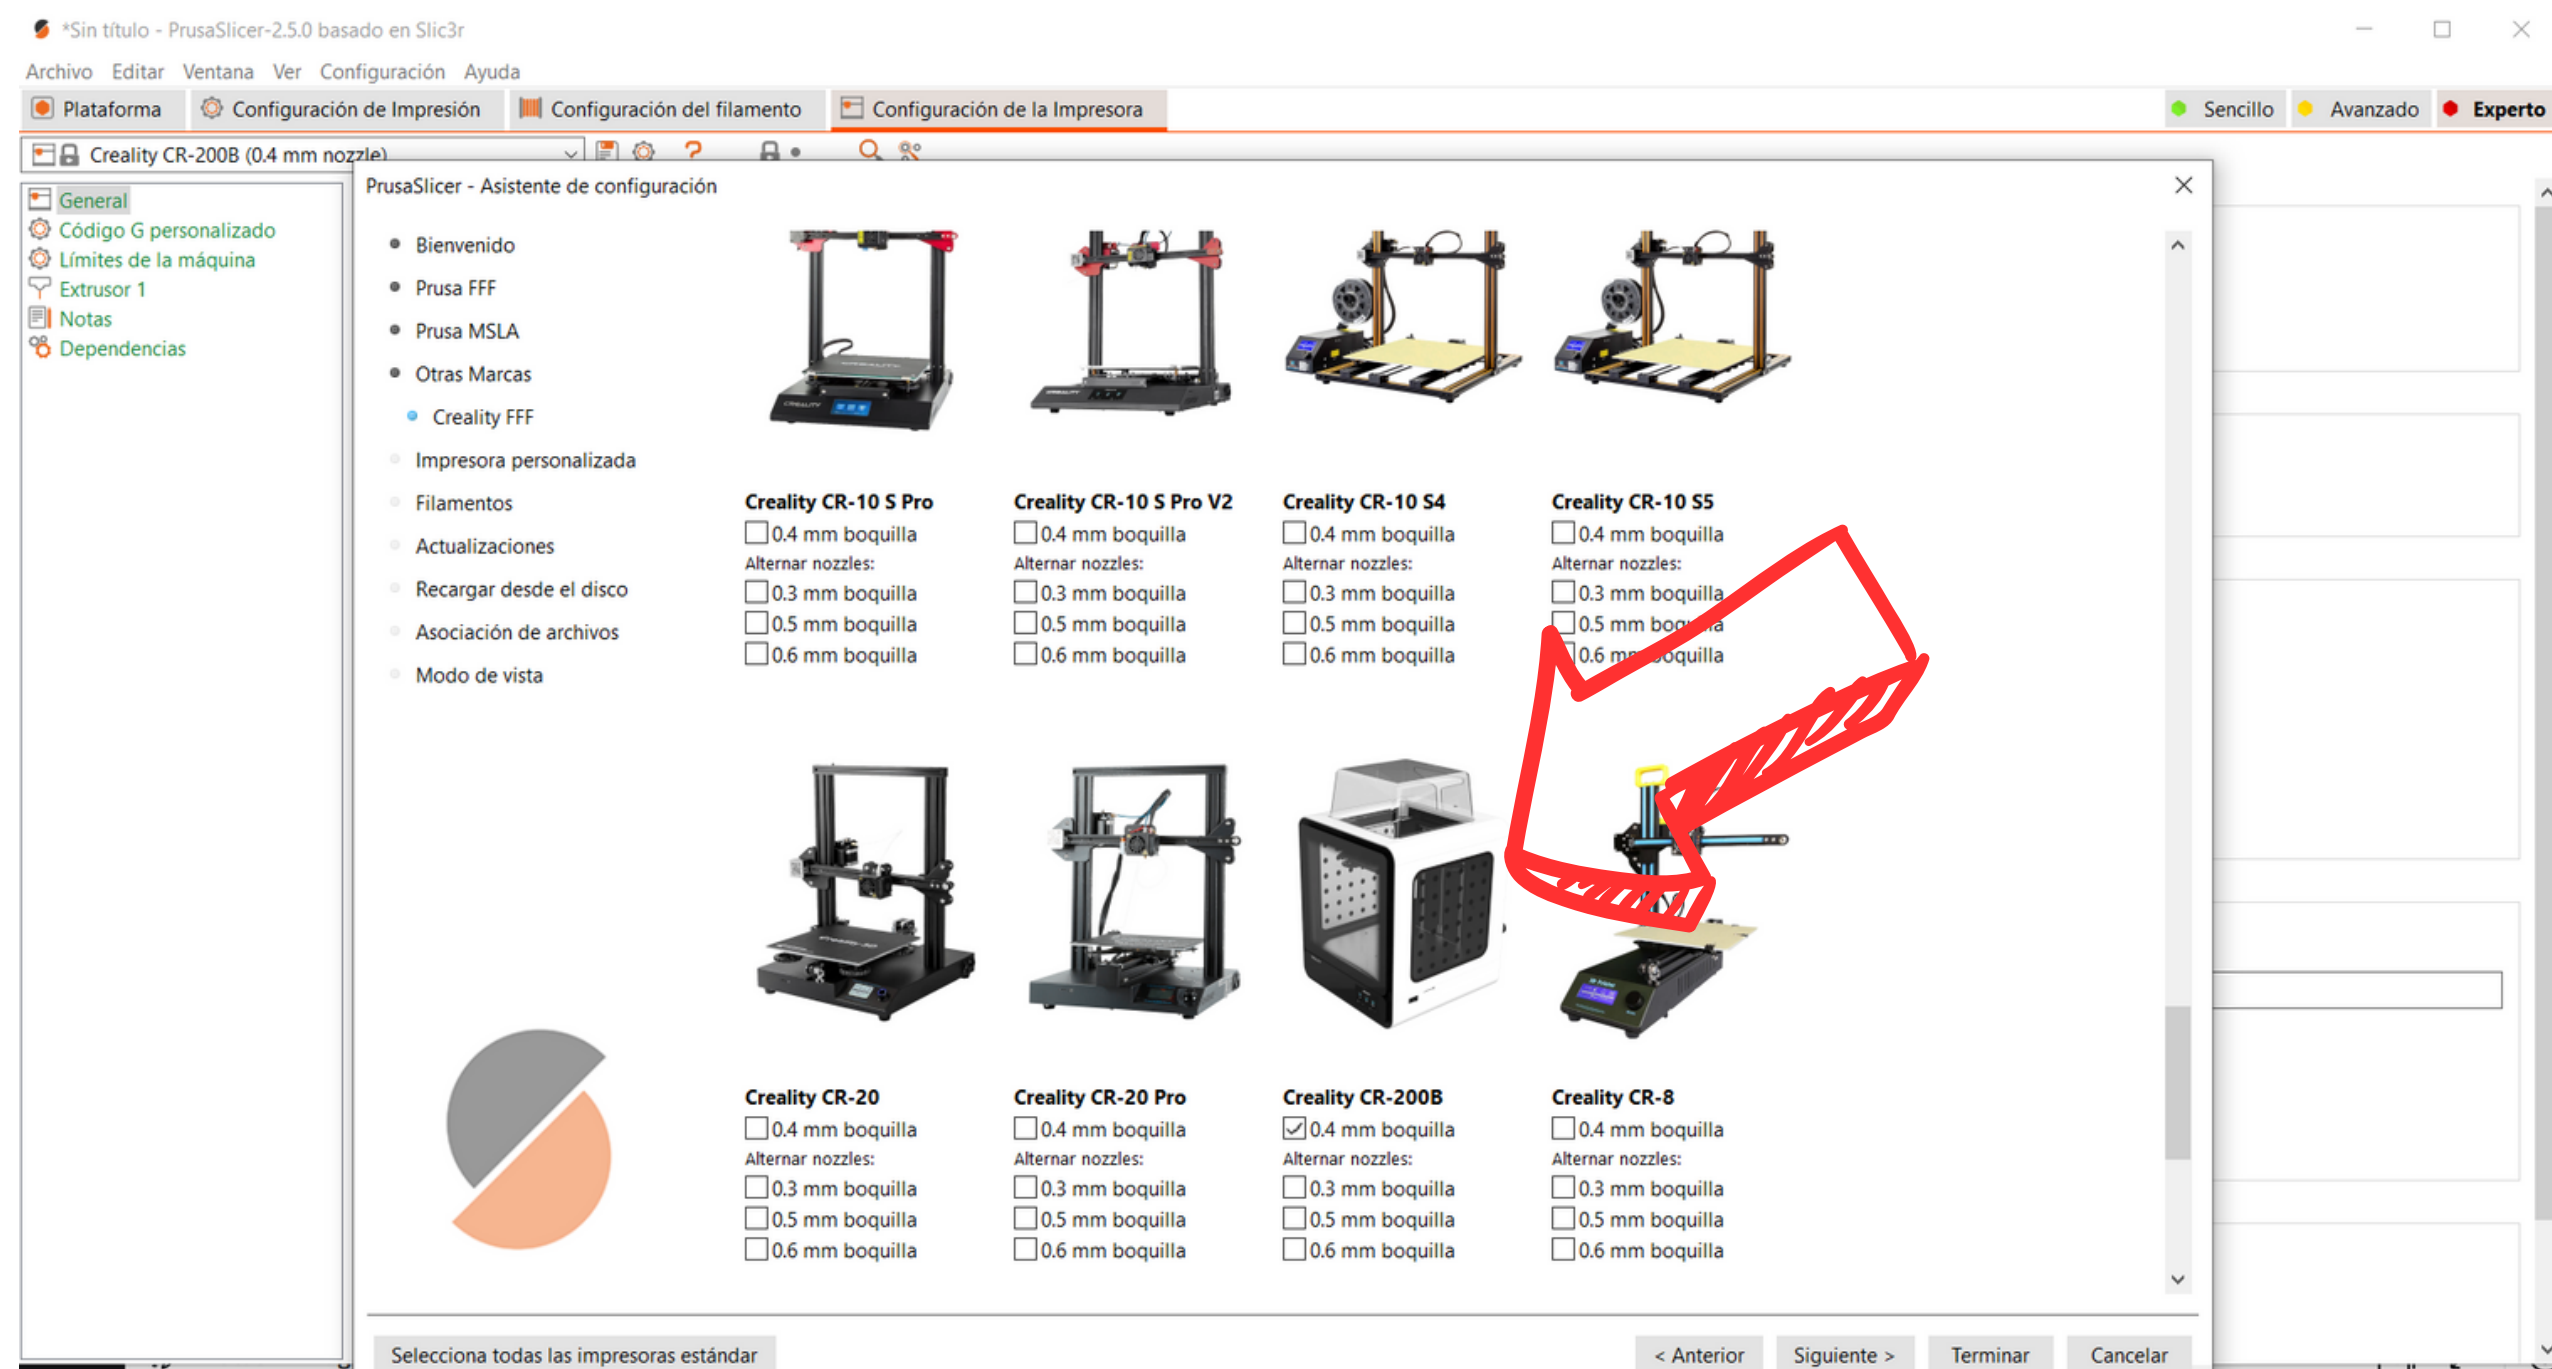 *Sin título - PrusaSlicer-2.5.0 basado en Slic3r
Archivo Editar Ventana Ver Configuración Ayuda
Plataforma Configuración de Impresión Configuración del filamento Configuración de la Impresora Sencillo Avanzado Experto
Creality CR-200B (0.4 mm nozzle)
PrusaSlicer - Asistente de configuración
General
Código G personalizado
Límites de la máquina
Extrusor 1
Notas
Dependencias
Bienvenido
Prusa FFF
Prusa MSLA
Otras Marcas
Creality FFF
Impresora personalizada
Filamentos
Actualizaciones
Recargar desde el disco
Asociación de archivos
Modo de vista
Creality CR-10 S Pro Creality CR-10 S Pro V2 Creality CR-10 S4 Creality CR-10 S5
0.4 mm boquilla 0.4 mm boquilla 0.4 mm boquilla 0.4 mm boquilla
Alternar nozzles: Alternar nozzles: Alternar nozzles: Alternar nozzles:
0.3 mm boquilla 0.3 mm boquilla 0.3 mm boquilla 0.3 mm boquilla
0.5 mm boquilla 0.5 mm boquilla 0.5 mm boquilla 0.5 mm boquilla
0.6 mm boquilla 0.6 mm boquilla 0.6 mm boquilla 0.6 mm boquilla
Creality CR-20 Creality CR-20 Pro Creality CR-200B Creality CR-8
0.4 mm boquilla 0.4 mm boquilla 0.4 mm boquilla 0.4 mm boquilla
Alternar nozzles: Alternar nozzles: Alternar nozzles: Alternar nozzles:
0.3 mm boquilla 0.3 mm boquilla 0.3 mm boquilla 0.3 mm boquilla
0.5 mm boquilla 0.5 mm boquilla 0.5 mm boquilla 0.5 mm boquilla
0.6 mm boquilla 0.6 mm boquilla 0.6 mm boquilla 0.6 mm boquilla
Selecciona todas las impresoras estándar < Anterior Siguiente > Terminar Cancelar